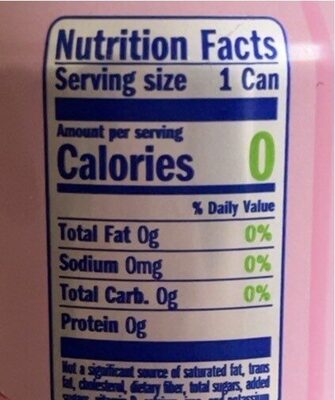 Nutrition Facts
Serving size 1 Can
Amount per serving
Calories 0
% Daily Value
Total Fat 0g 0%
Sodium 0mg 0%
Total Carb. 0g 0%
Protein 0g
Not a significant source of saturated fat, trans
fat, cholesterol, dietary fiber, total sugars, added